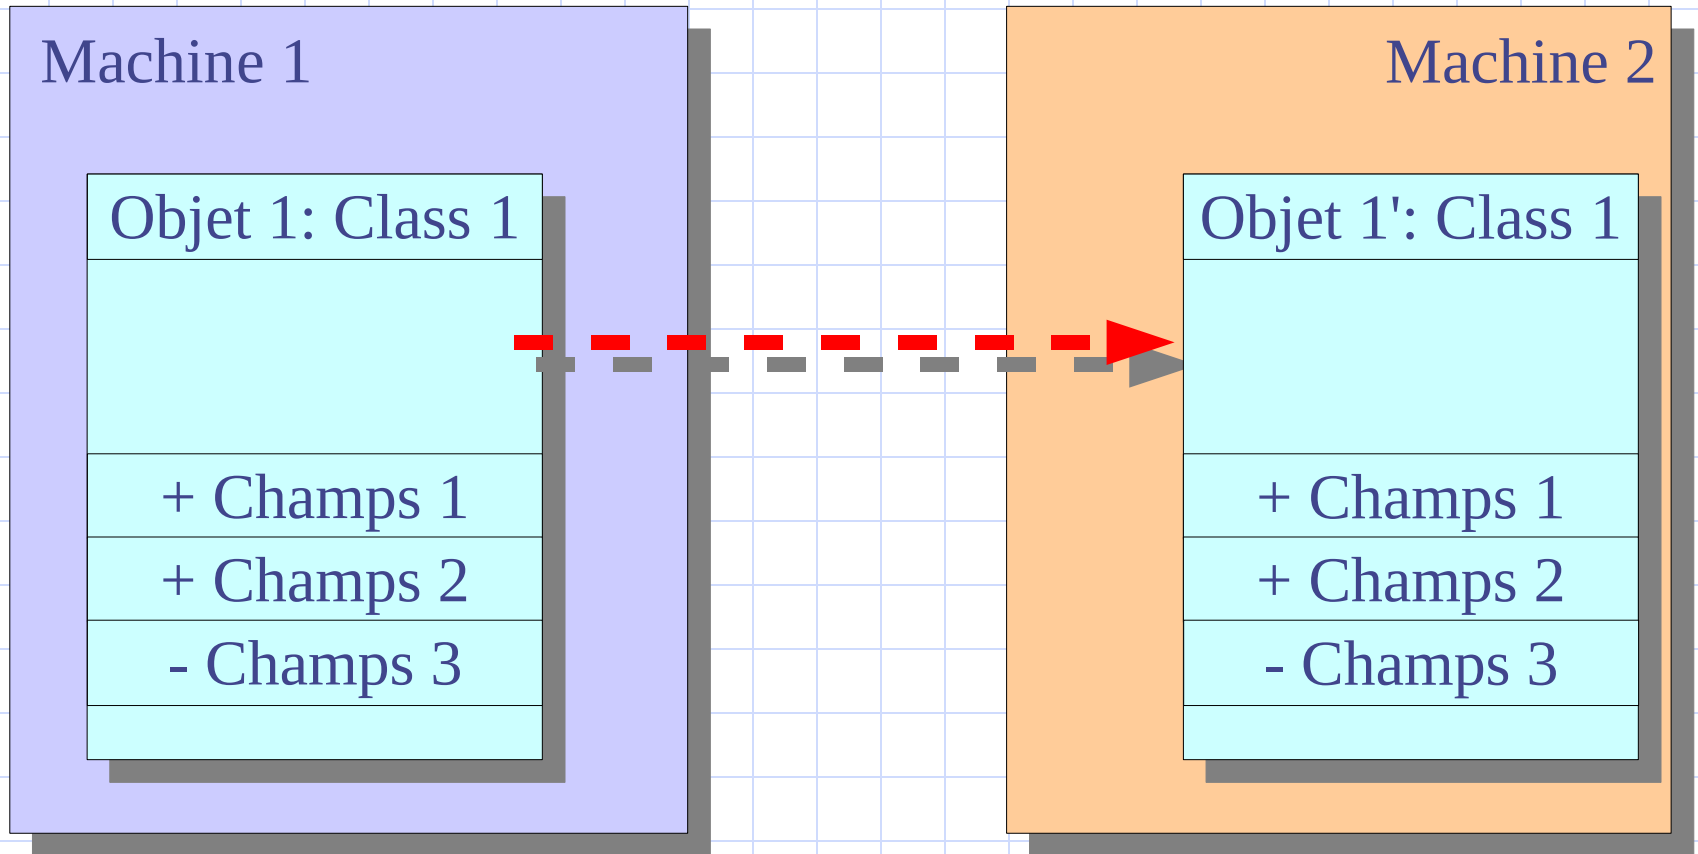 Machine 1
Objet 1: Class 1
+ Champs 1
+ Champs 2
- Champs 3
Machine 2
Objet 1': Class 1
+ Champs 1
+ Champs 2
- Champs 3